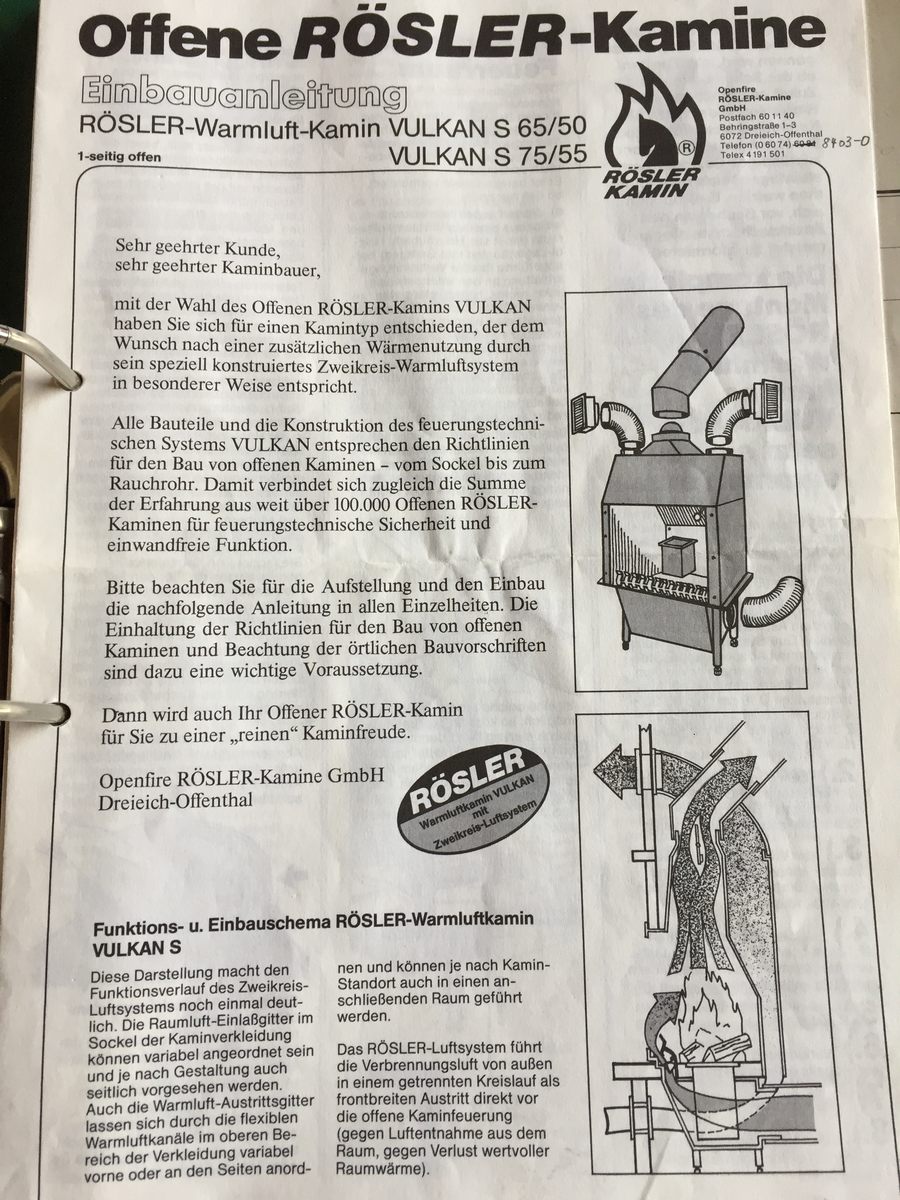 Offene RÖSLER-Kamine
Einbauanleitung
RÖSLER-Warmluft-Kamin VULKAN S 65/50
VULKAN S 75/55
1-seitig offen
®
RÖSLER
KAMIN
Openfire
RÖSLER-Kamine
GmbH
Postfach 60 11 40
Behringstraße 1–3
6072 Dreieich-Offenthal
Telefon (0 60 74) 8403-0
Telex 4 191 501
Sehr geehrter Kunde,
sehr geehrter Kaminbauer,
mit der Wahl des Offenen RÖSLER-Kamins VULKAN
haben Sie sich für einen Kamintyp entschieden, der dem
Wunsch nach einer zusätzlichen Wärmenutzung durch
sein speziell konstruiertes Zweikreis-Warmluftsystem
in besonderer Weise entspricht.
Alle Bauteile und die Konstruktion des feuerungstechni-
schen Systems VULKAN entsprechen den Richtlinien
für den Bau von offenen Kaminen – vom Sockel bis zum
Rauchrohr. Damit verbindet sich zugleich die Summe
der Erfahrung aus weit über 100.000 Offenen RÖSLER-
Kaminen für feuerungstechnische Sicherheit und
einwandfreie Funktion.
Bitte beachten Sie für die Aufstellung und den Einbau
die nachfolgende Anleitung in allen Einzelheiten. Die
Einhaltung der Richtlinien für den Bau von offenen
Kaminen und Beachtung der örtlichen Bauvorschriften
sind dazu eine wichtige Voraussetzung.
Dann wird auch Ihr Offener RÖSLER-Kamin
für Sie zu einer „reinen“ Kaminfreude.
Openfire RÖSLER-Kamine GmbH
Dreieich-Offenthal
RÖSLER
Warmluftkamin VULKAN
mit
Zweikreis-Luftsystem
Funktions- u. Einbauschema RÖSLER-Warmluftkamin
VULKAN S
Diese Darstellung macht den
Funktionsverlauf des Zweikreis-
Luftsystems noch einmal deut-
lich. Die Raumluft-Einlaßgitter im
Sockel der Kaminverkleidung
können variabel angeordnet sein
und je nach Gestaltung auch
seitlich vorgesehen werden.
Auch die Warmluft-Austrittsgitter
lassen sich durch die flexiblen
Warmluftkanäle im oberen Be-
reich der Verkleidung variabel
vorne oder an den Seiten anord-
nen und können je nach Kamin-
Standort auch in einen an-
schließenden Raum geführt
werden.
Das RÖSLER-Luftsystem führt
die Verbrennungsluft von außen
in einem getrennten Kreislauf als
frontbreiten Austritt direkt vor
die offene Kaminfeuerung
(gegen Luftentnahme aus dem
Raum, gegen Verlust wertvoller
Raumwärme).